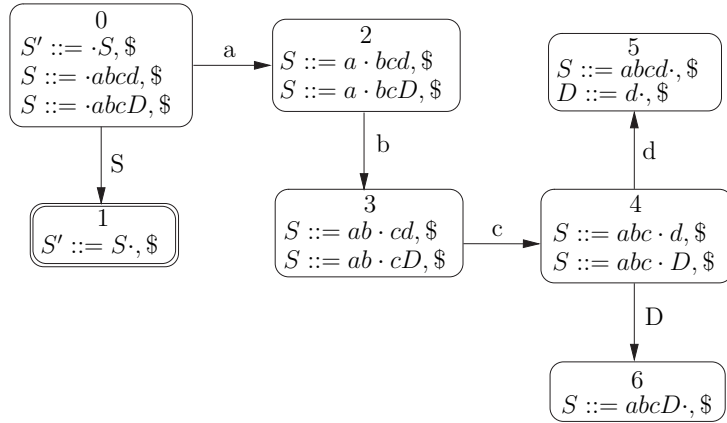 0
S' ::= ·S, $
S ::= ·abcd, $
S ::= ·abcD, $
a
2
S ::= a · bcd, $
S ::= a · bcD, $
5
S ::= abcd·, $
D ::= d·, $
S
b
d
1
S' ::= S·, $
3
S ::= ab · cd, $
S ::= ab · cD, $
c
4
S ::= abc · d, $
S ::= abc · D, $
D
6
S ::= abcD·, $